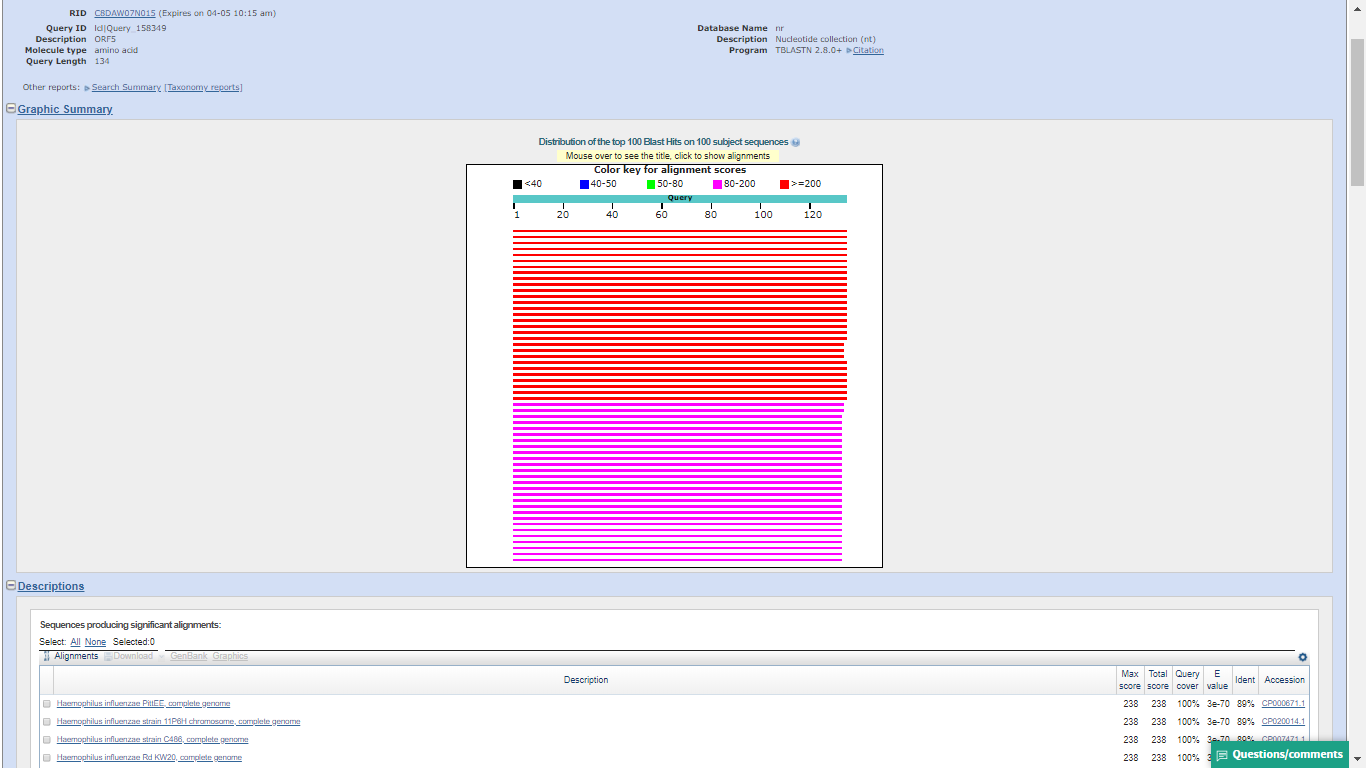 RID C8DAW07N015 (Expires on 04-05 10:15 am)
Query ID lcl|Query_158349
Description ORF5
Molecule type amino acid
Query Length 134
Database Name nr
Description Nucleotide collection (nt)
Program TBLASTN 2.8.0+ Citation
Other reports: Search Summary [Taxonomy reports]
Graphic Summary
Distribution of the top 100 Blast Hits on 100 subject sequences
Mouse over to see the title, click to show alignments
Color key for alignment scores
<40 40-50 50-80 80-200 >=200
Query
1 20 40 60 80 100 120
Descriptions
Sequences producing significant alignments:
Select: All None Selected:0
Alignments Download GenBank Graphics
Description Max score Total score Query cover E value Ident Accession
Haemophilus influenzae PittEE, complete genome 238 238 100% 3e-70 89% CP000671.1
Haemophilus influenzae strain 11P6H chromosome, complete genome 238 238 100% 3e-70 89% CP020014.1
Haemophilus influenzae strain C486, complete genome 238 238 100% 3e-70 89% CP007471.1
Haemophilus influenzae Rd KW20, complete genome 238 238 100%
Questions/comments